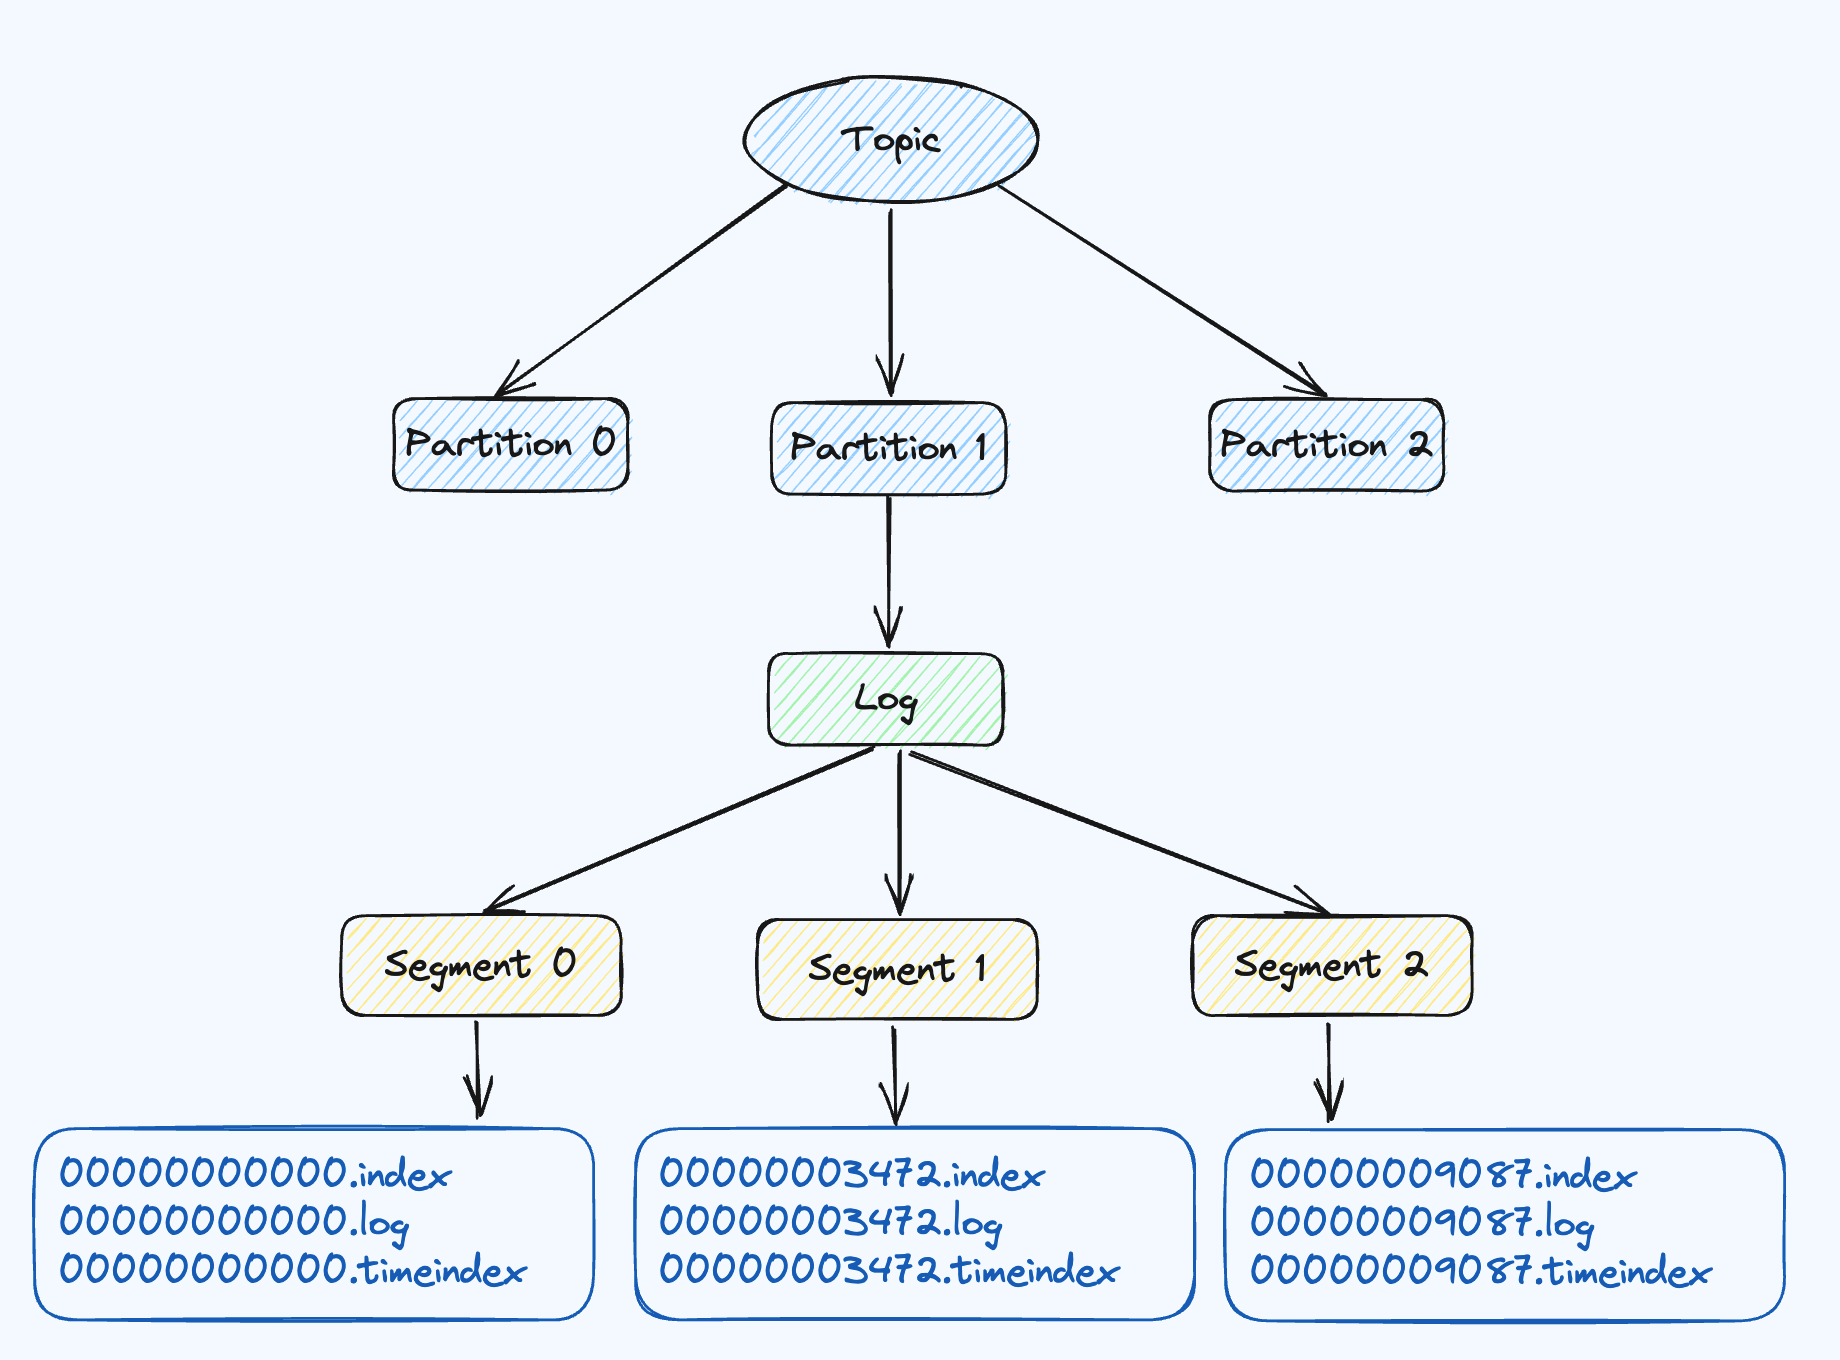 Topic
Partition 0
Partition 1
Partition 2
Log
Segment 0
Segment 1
Segment 2
00000000000.index
00000000000.log
00000000000.timeindex
00000003472.index
00000003472.log
00000003472.timeindex
00000009087.index
00000009087.log
00000009087.timeindex